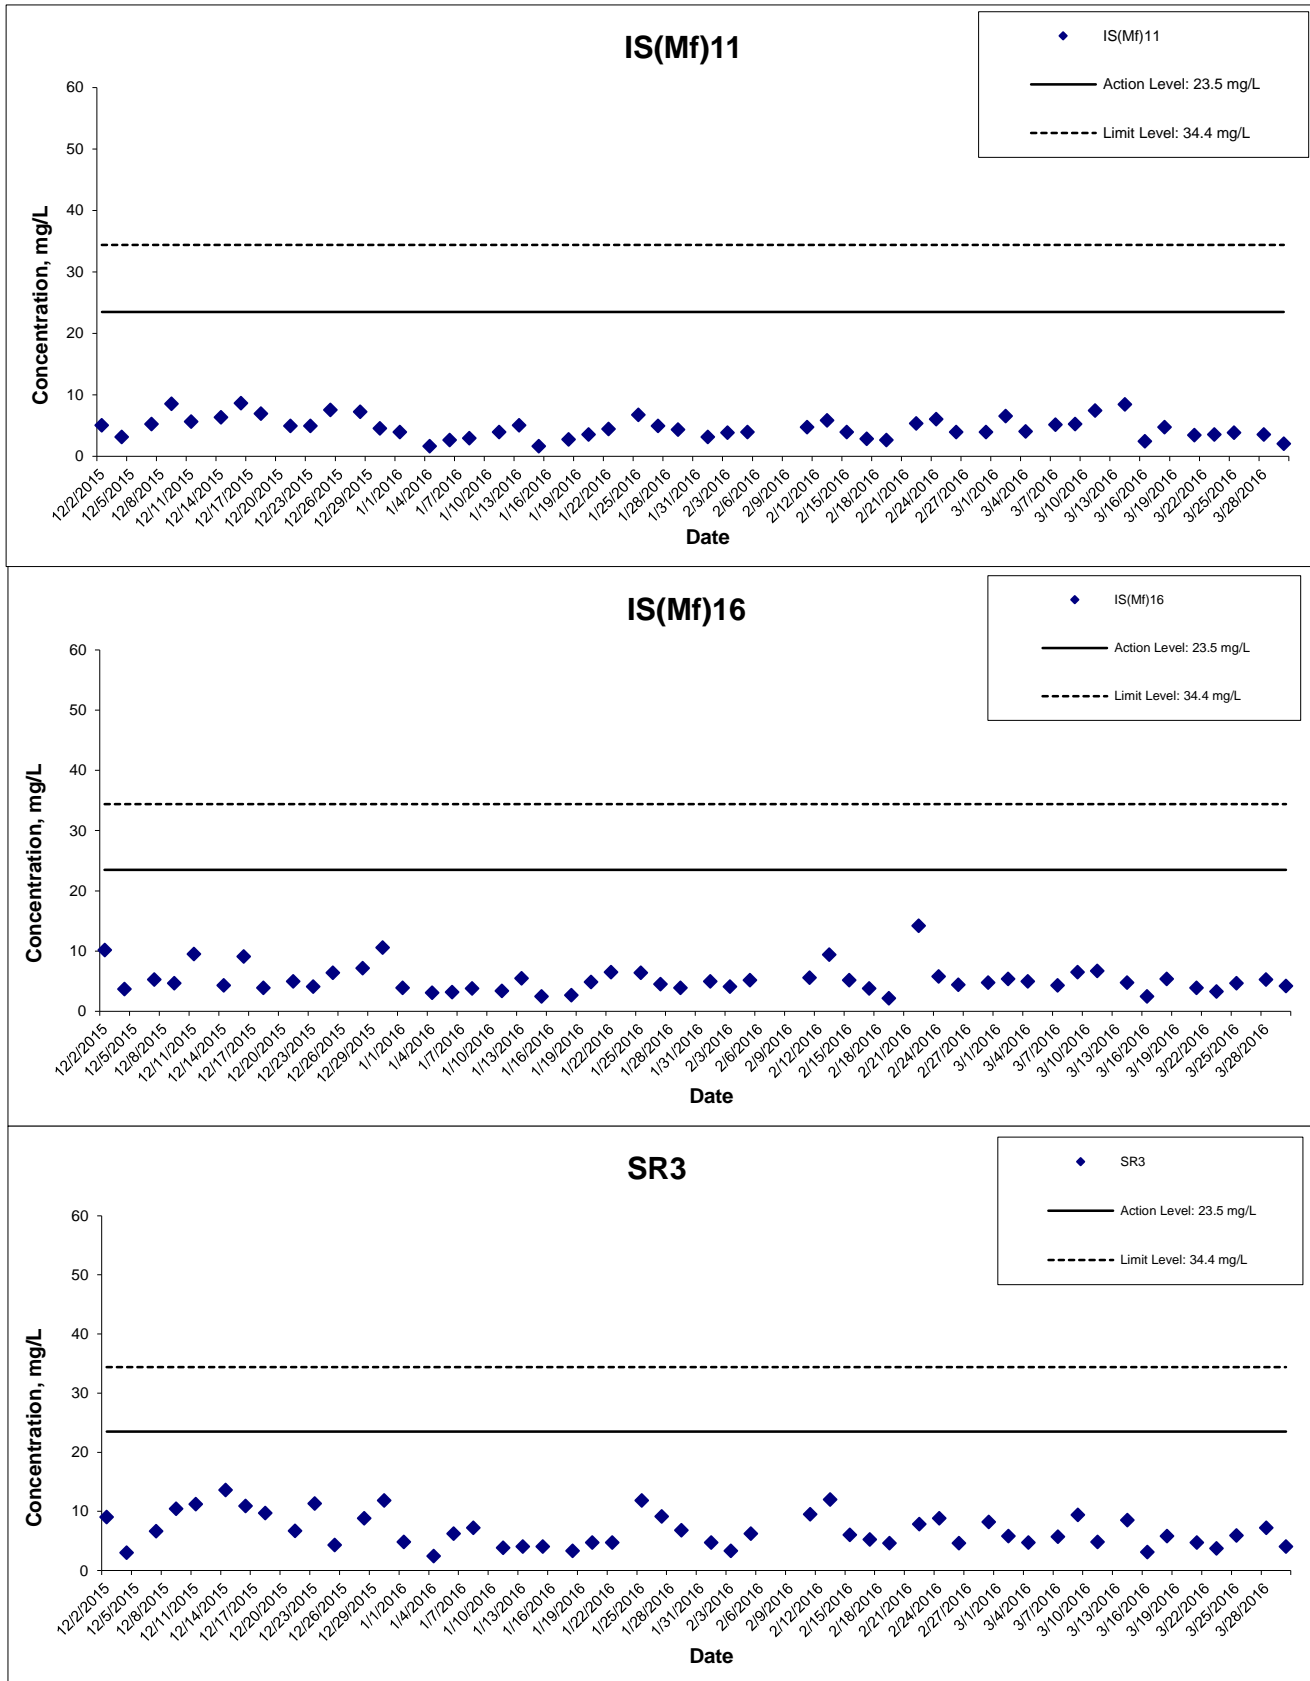 IS(Mf)11
IS(Mf)11
Action Level: 23.5 mg/L
Limit Level: 34.4 mg/L
Concentration, mg/L
60
50
40
30
20
10
0
12/2/2015 12/5/2015 12/8/2015 12/11/2015 12/14/2015 12/17/2015 12/20/2015 12/23/2015 12/26/2015 12/29/2015 1/1/2016 1/4/2016 1/7/2016 1/10/2016 1/13/2016 1/16/2016 1/19/2016 1/22/2016 1/25/2016 1/28/2016 1/31/2016 2/3/2016 2/6/2016 2/9/2016 2/12/2016 2/15/2016 2/18/2016 2/21/2016 2/24/2016 2/27/2016 3/1/2016 3/4/2016 3/7/2016 3/10/2016 3/13/2016 3/16/2016 3/19/2016 3/22/2016 3/25/2016 3/28/2016
Date
IS(Mf)16
IS(Mf)16
Action Level: 23.5 mg/L
Limit Level: 34.4 mg/L
Concentration, mg/L
60
50
40
30
20
10
0
12/2/2015 12/5/2015 12/8/2015 12/11/2015 12/14/2015 12/17/2015 12/20/2015 12/23/2015 12/26/2015 12/29/2015 1/1/2016 1/4/2016 1/7/2016 1/10/2016 1/13/2016 1/16/2016 1/19/2016 1/22/2016 1/25/2016 1/28/2016 1/31/2016 2/3/2016 2/6/2016 2/9/2016 2/12/2016 2/15/2016 2/18/2016 2/21/2016 2/24/2016 2/27/2016 3/1/2016 3/4/2016 3/7/2016 3/10/2016 3/13/2016 3/16/2016 3/19/2016 3/22/2016 3/25/2016 3/28/2016
Date
SR3
SR3
Action Level: 23.5 mg/L
Limit Level: 34.4 mg/L
Concentration, mg/L
60
50
40
30
20
10
0
12/2/2015 12/5/2015 12/8/2015 12/11/2015 12/14/2015 12/17/2015 12/20/2015 12/23/2015 12/26/2015 12/29/2015 1/1/2016 1/4/2016 1/7/2016 1/10/2016 1/13/2016 1/16/2016 1/19/2016 1/22/2016 1/25/2016 1/28/2016 1/31/2016 2/3/2016 2/6/2016 2/9/2016 2/12/2016 2/15/2016 2/18/2016 2/21/2016 2/24/2016 2/27/2016 3/1/2016 3/4/2016 3/7/2016 3/10/2016 3/13/2016 3/16/2016 3/19/2016 3/22/2016 3/25/2016 3/28/2016
Date